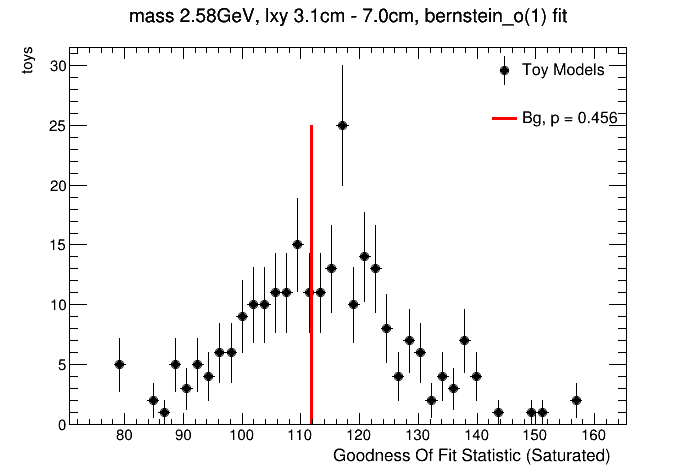 mass 2.58GeV, lxy 3.1cm - 7.0cm, bernstein_o(1) fit
toys
30
25
20
15
10
5
0
Toy Models
Bg, p = 0.456
80 90 100 110 120 130 140 150 160
Goodness Of Fit Statistic (Saturated)